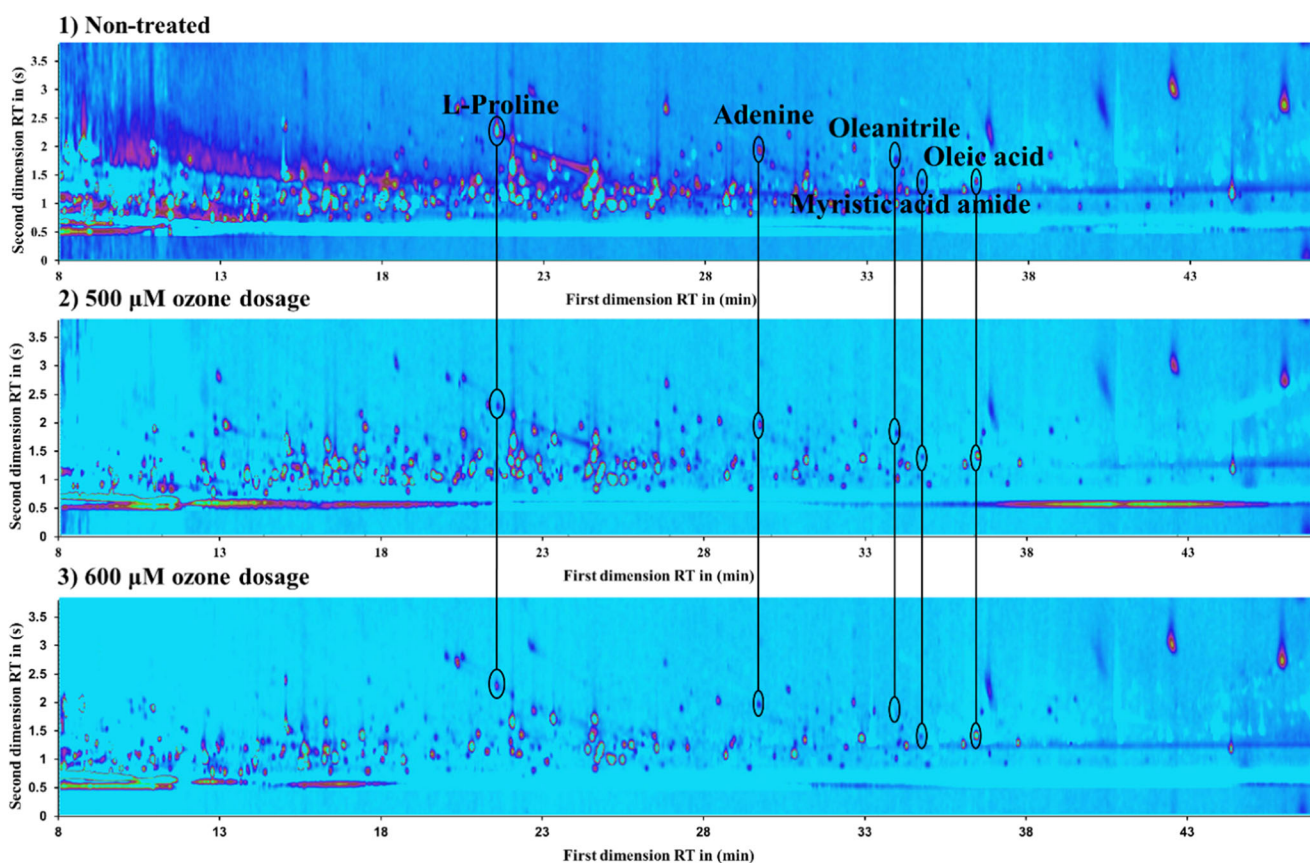 1) Non-treated
Second dimension RT in (s)
3.5
3
2.5
2
1.5
1
0.5
0
L-Proline
Adenine
Oleanitrile
Oleic acid
Myristic acid amide
8 13 18 23 28 33 38 43
First dimension RT in (min)
2) 500 µM ozone dosage
Second dimension RT in (s)
3.5
3
2.5
2
1.5
1
0.5
0
8 13 18 23 28 33 38 43
First dimension RT in (min)
3) 600 µM ozone dosage
Second dimension RT in (s)
3.5
3
2.5
2
1.5
1
0.5
0
8 13 18 23 28 33 38 43
First dimension RT in (min)